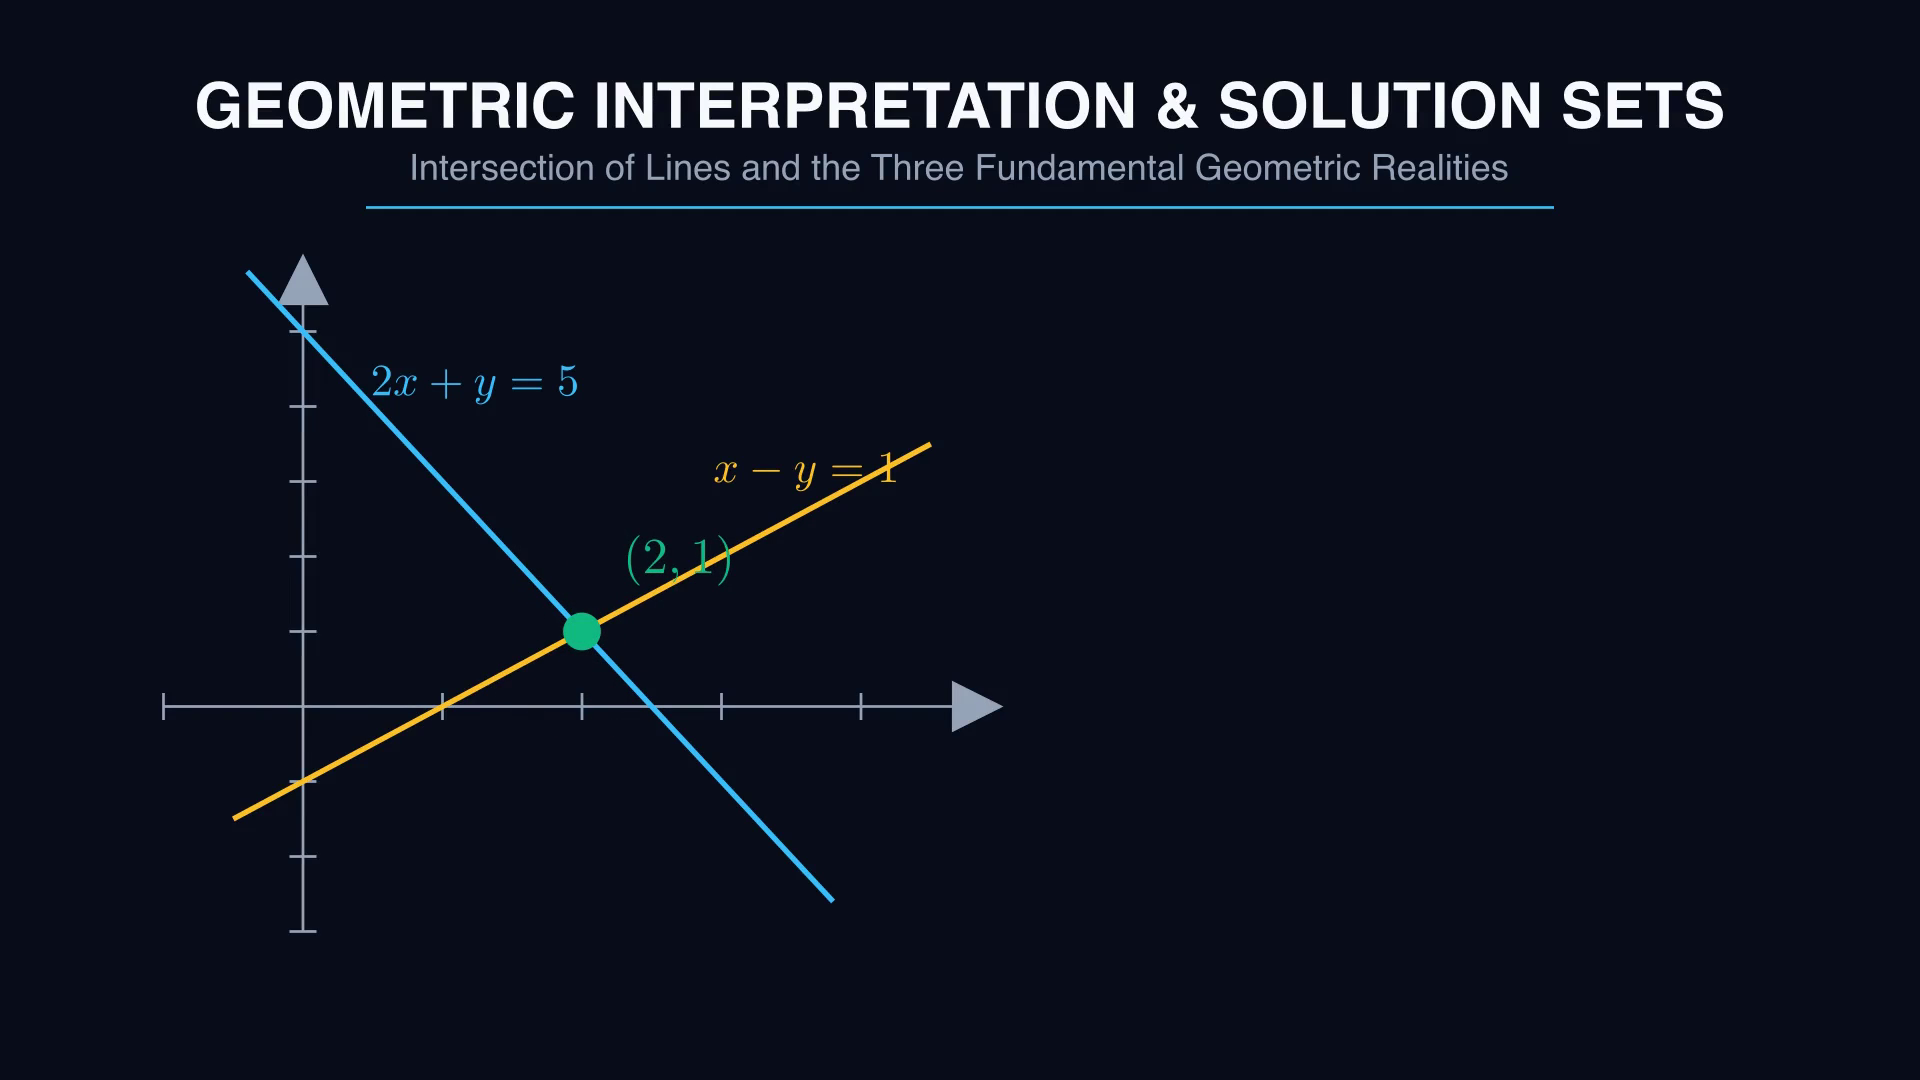 GEOMETRIC INTERPRETATION & SOLUTION SETS
Intersection of Lines and the Three Fundamental Geometric Realities
2x + y = 5
x − y = 1
(2, 1)